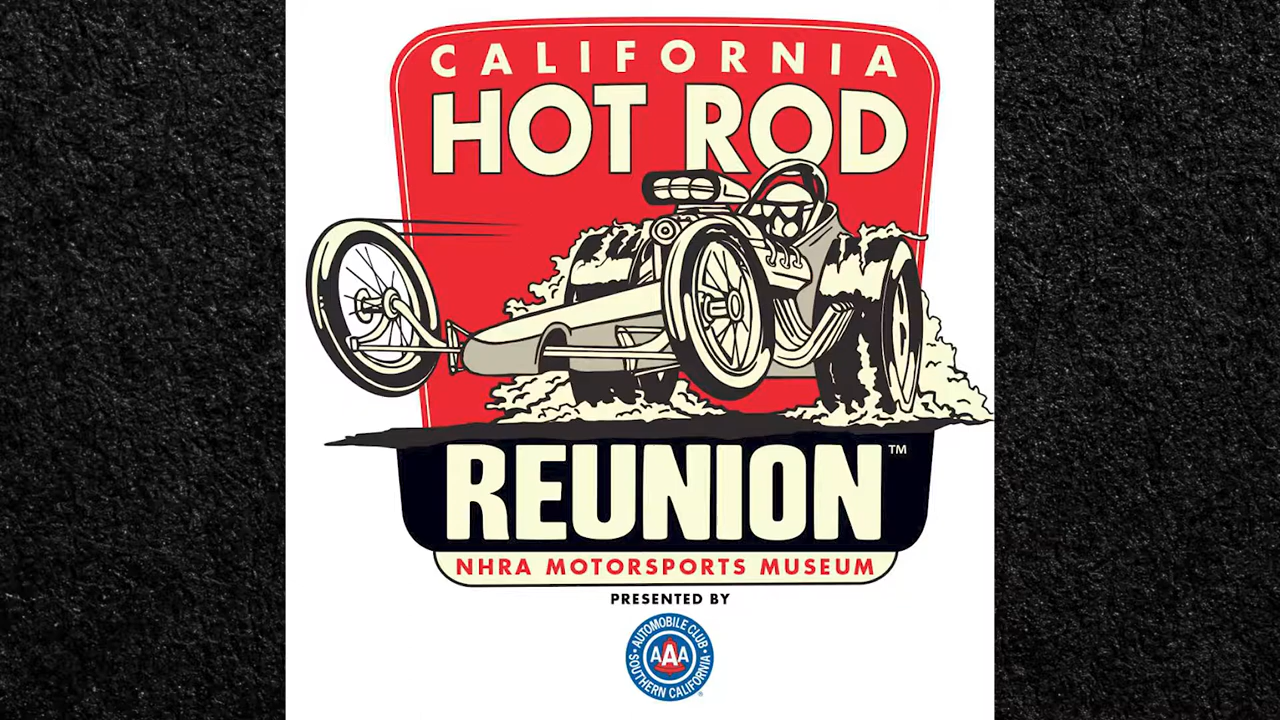 CALIFORNIA
HOT ROD
REUNION™
NHRA MOTORSPORTS MUSEUM
PRESENTED BY
AUTOMOBILE CLUB
AAA
SOUTHERN CALIFORNIA
®